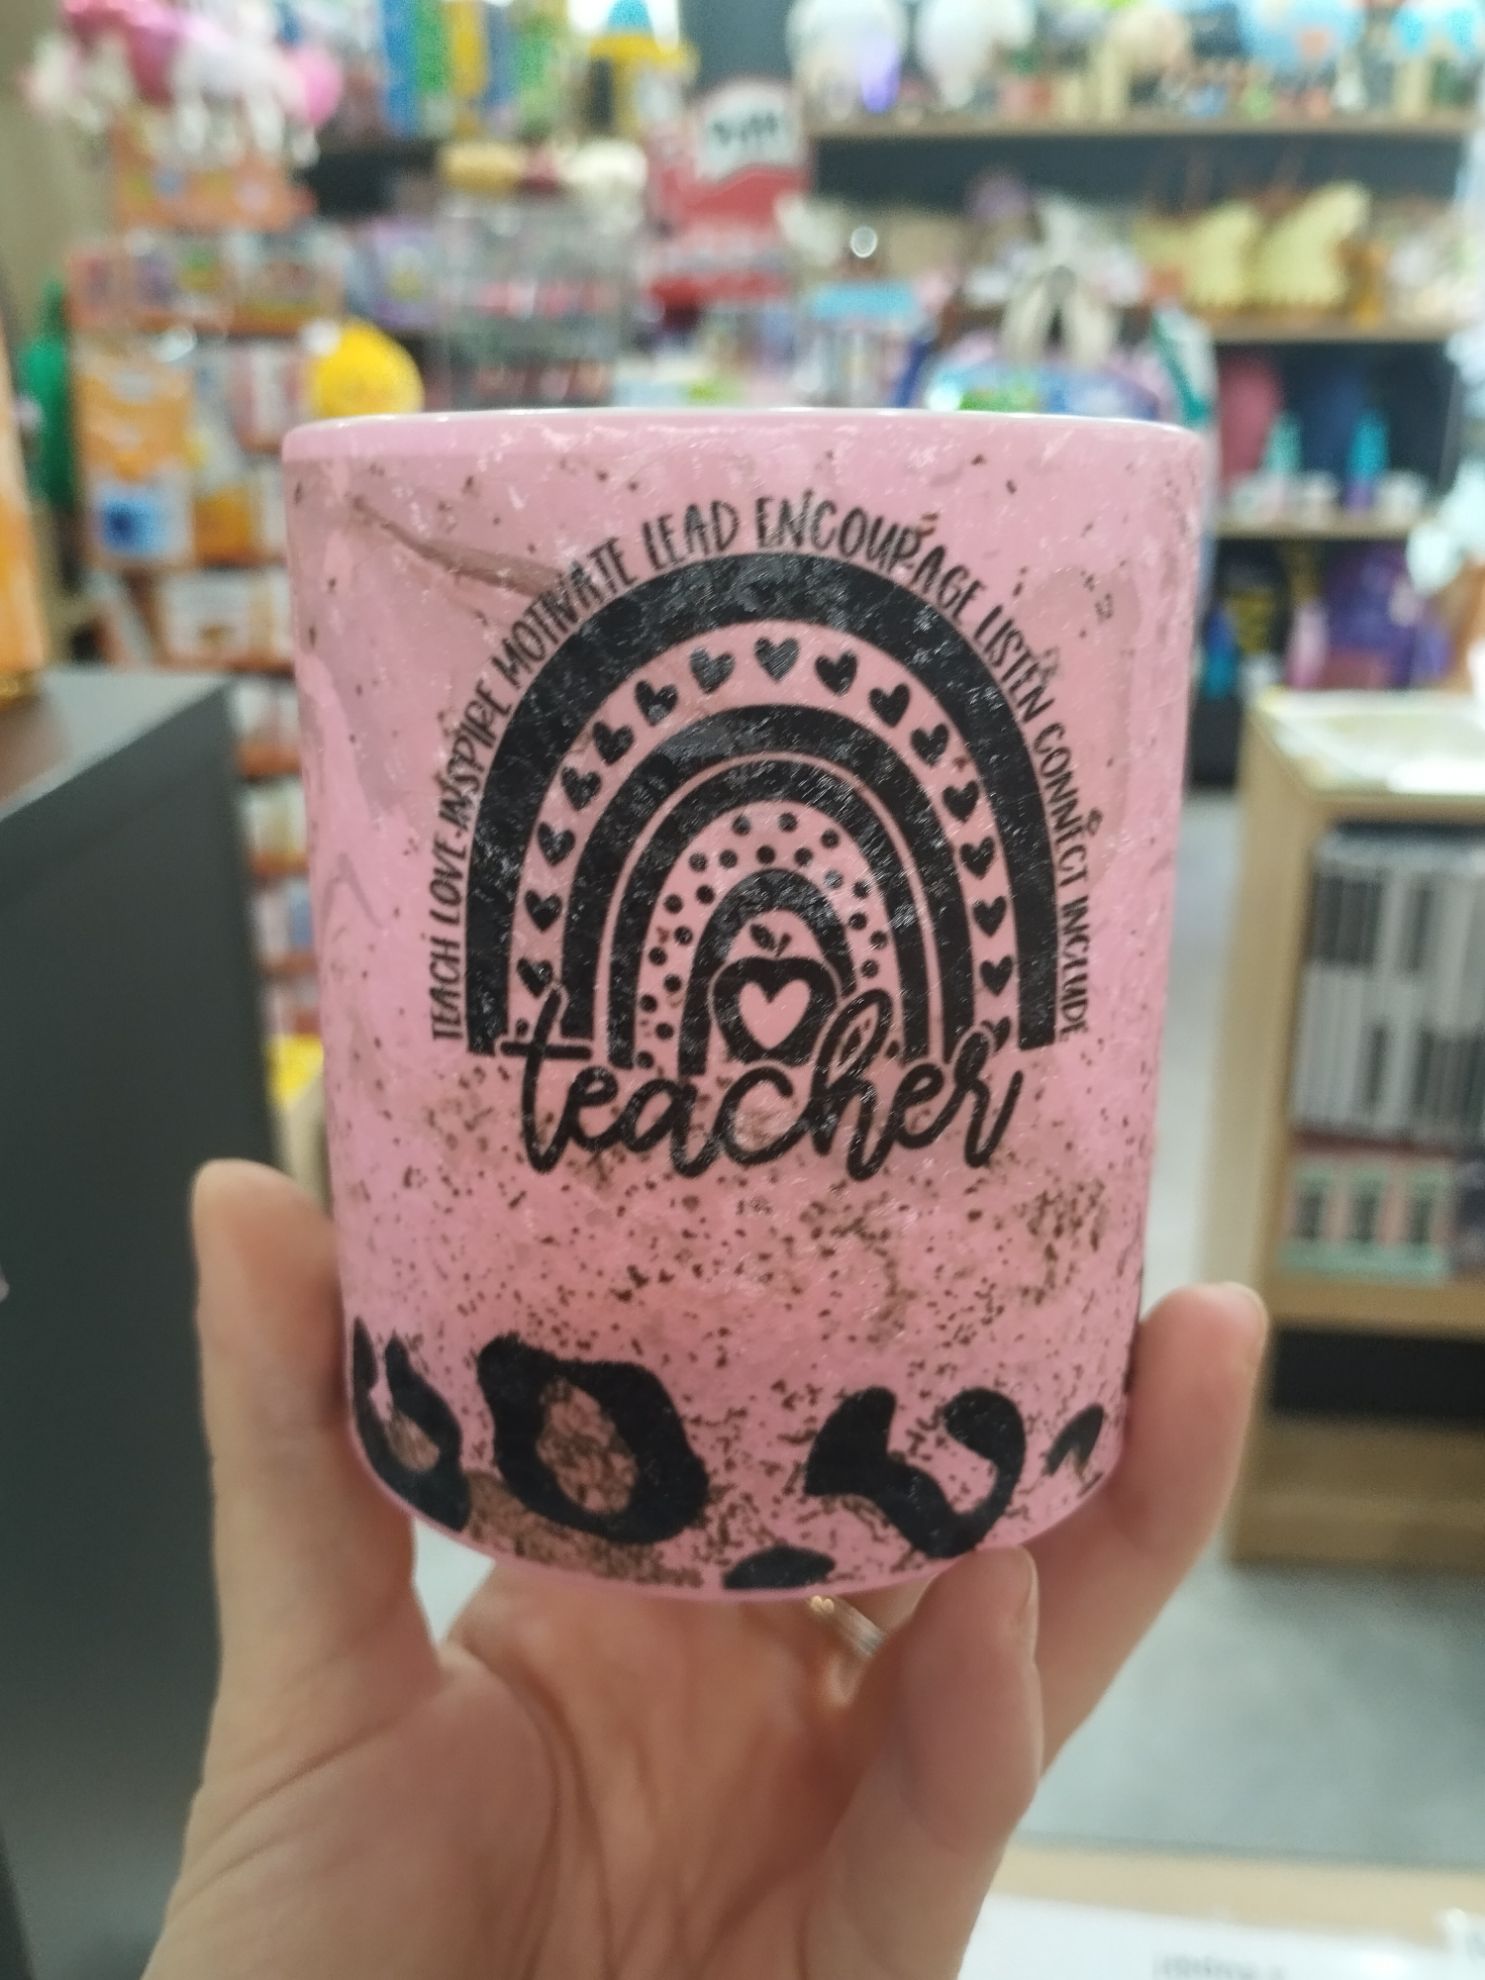 TEACH LOVE INSPIRE MOTIVATE LEAD ENCOURAGE LISTEN CONNECT INCLUDE
teacher